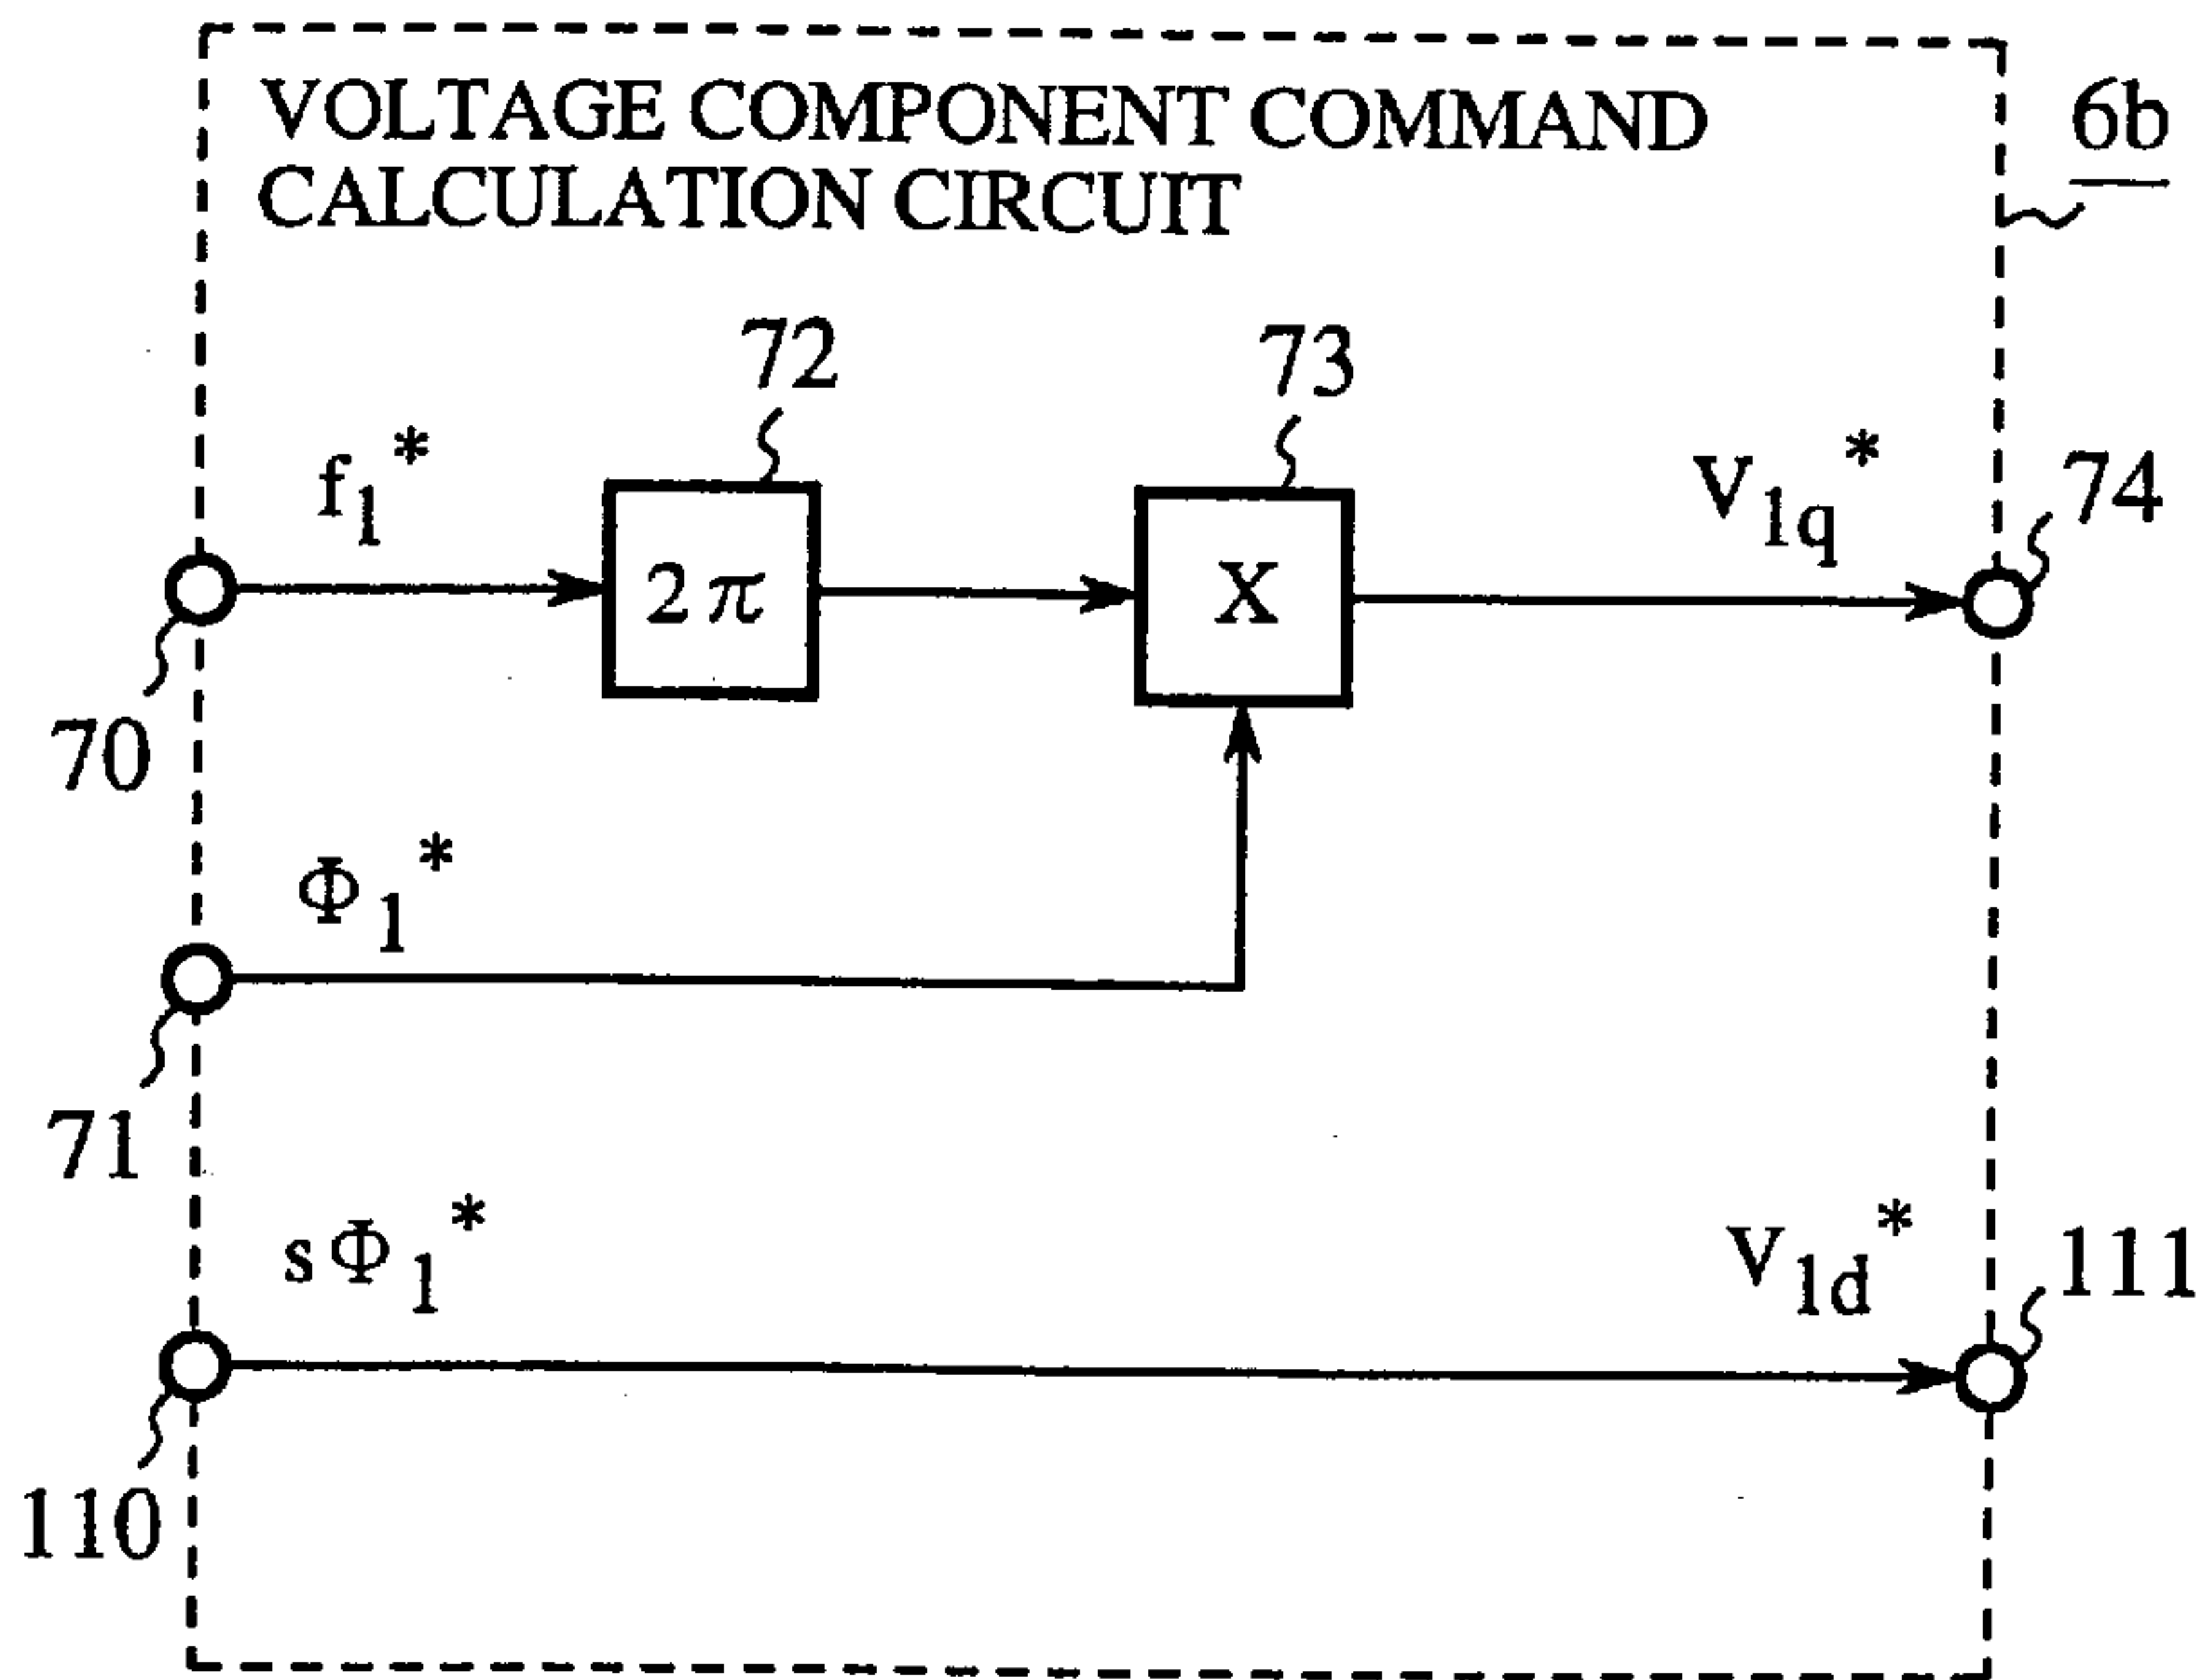 VOLTAGE COMPONENT COMMAND
CALCULATION CIRCUIT
6b
72
73
f1*
v1q*
74
2π
X
70
Φ1*
71
sΦ1*
v1d*
111
110